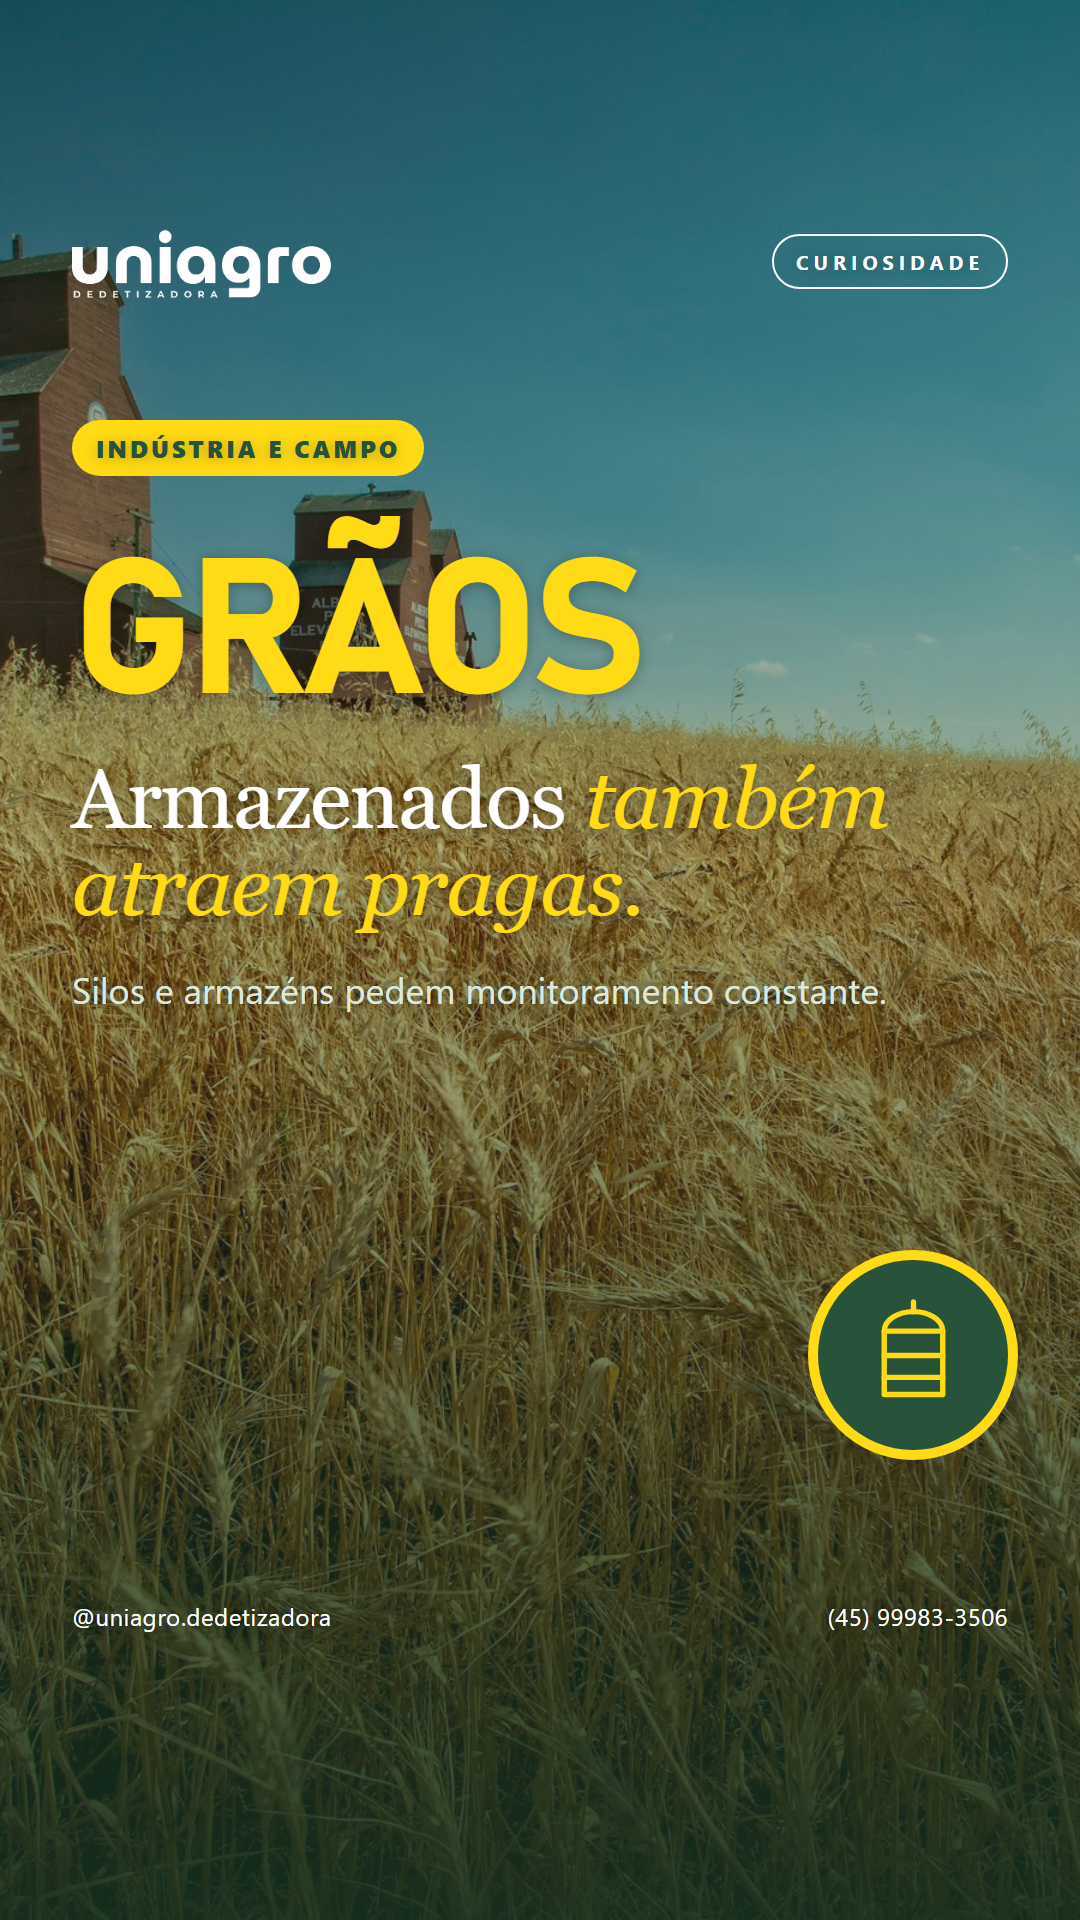 uniagro
DEDETIZADORA
CURIOSIDADE
INDÚSTRIA E CAMPO
GRÃOS
Armazenados também
atraem pragas.
Silos e armazéns pedem monitoramento constante.
@uniagro.dedetizadora
(45) 99983-3506